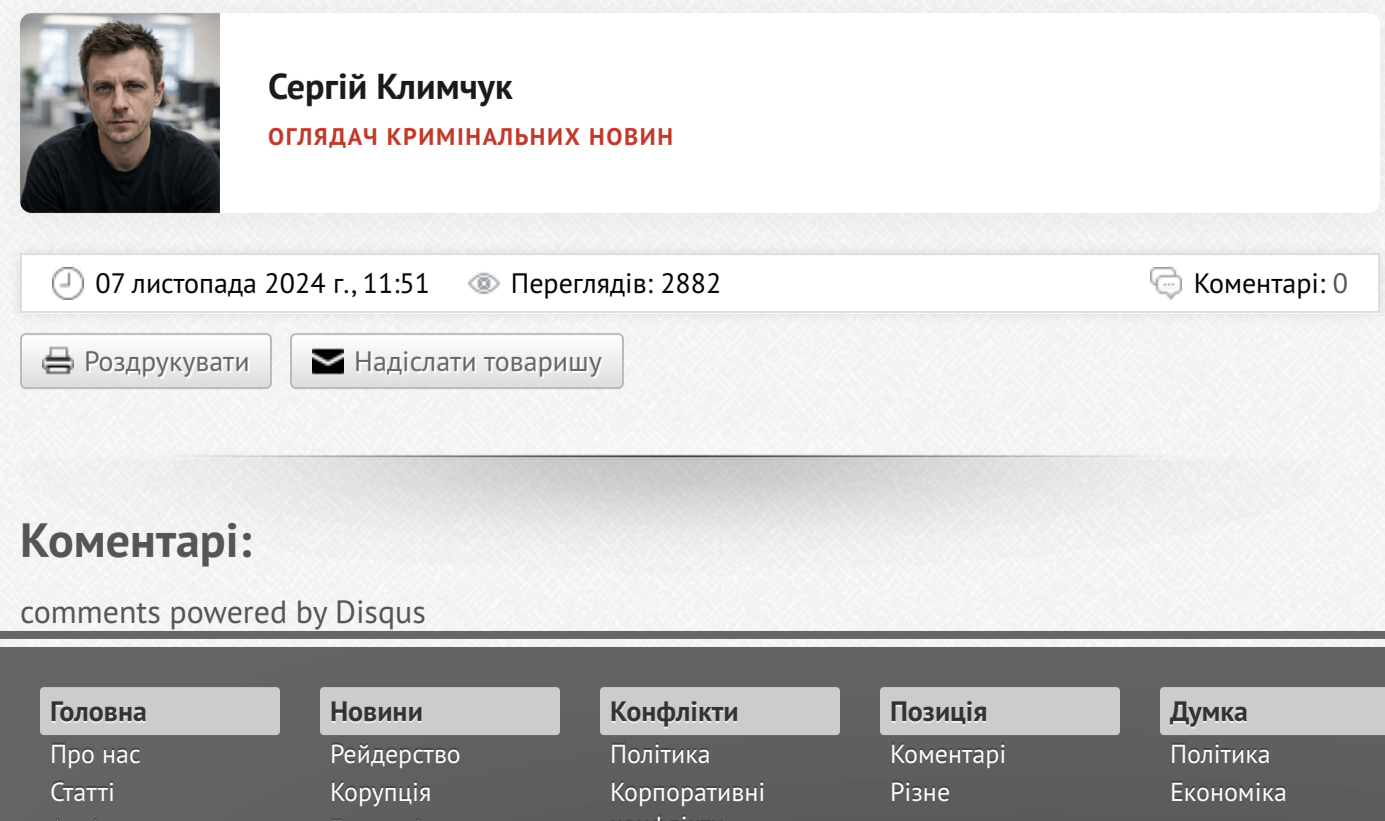 Сергій Климчук
ОГЛЯДАЧ КРИМІНАЛЬНИХ НОВИН
07 листопада 2024 г., 11:51 Переглядів: 2882 Коментарі: 0
Роздрукувати Надіслати товаришу
Коментарі:
comments powered by Disqus
Головна Новини Конфлікти Позиція Думка
Про нас Рейдерство Політика Коментарі Політика
Статті Корупція Корпоративні Різне Економіка